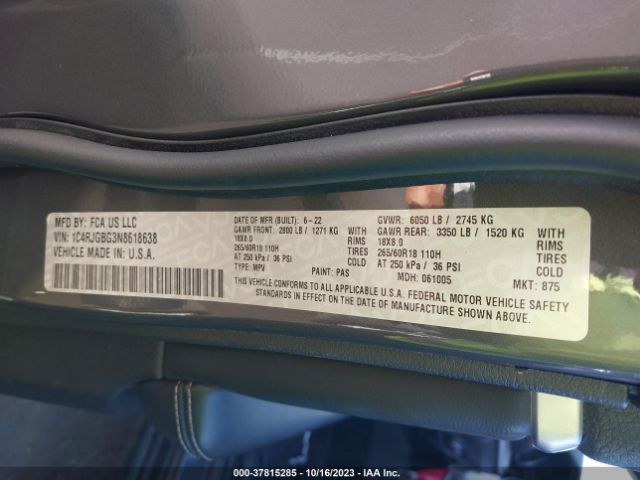 MFD BY: FCA US LLC
VIN: 1C4RJGBG3N8618638
VEHICLE MADE IN: U.S.A.
DATE OF MFR (BUILT): 6-22
GAWR FRONT: 2800 LB / 1271 KG
18X8.0 RIMS
265/60R18 110H TIRES
AT 250 kPa / 36 PSI COLD
TYPE: MPV PAINT: PAS
GVWR: 6050 LB / 2745 KG
GAWR REAR: 3350 LB / 1520 KG
18X8.0 RIMS
265/60R18 110H TIRES
AT 250 kPa / 36 PSI COLD
MDH: 061005 MKT: 875
THIS VEHICLE CONFORMS TO ALL APPLICABLE U.S.A. FEDERAL MOTOR VEHICLE SAFETY
STANDARDS IN EFFECT ON THE DATE OF MANUFACTURE SHOWN ABOVE.
000-37815285 - 10/16/2023 - IAA Inc.